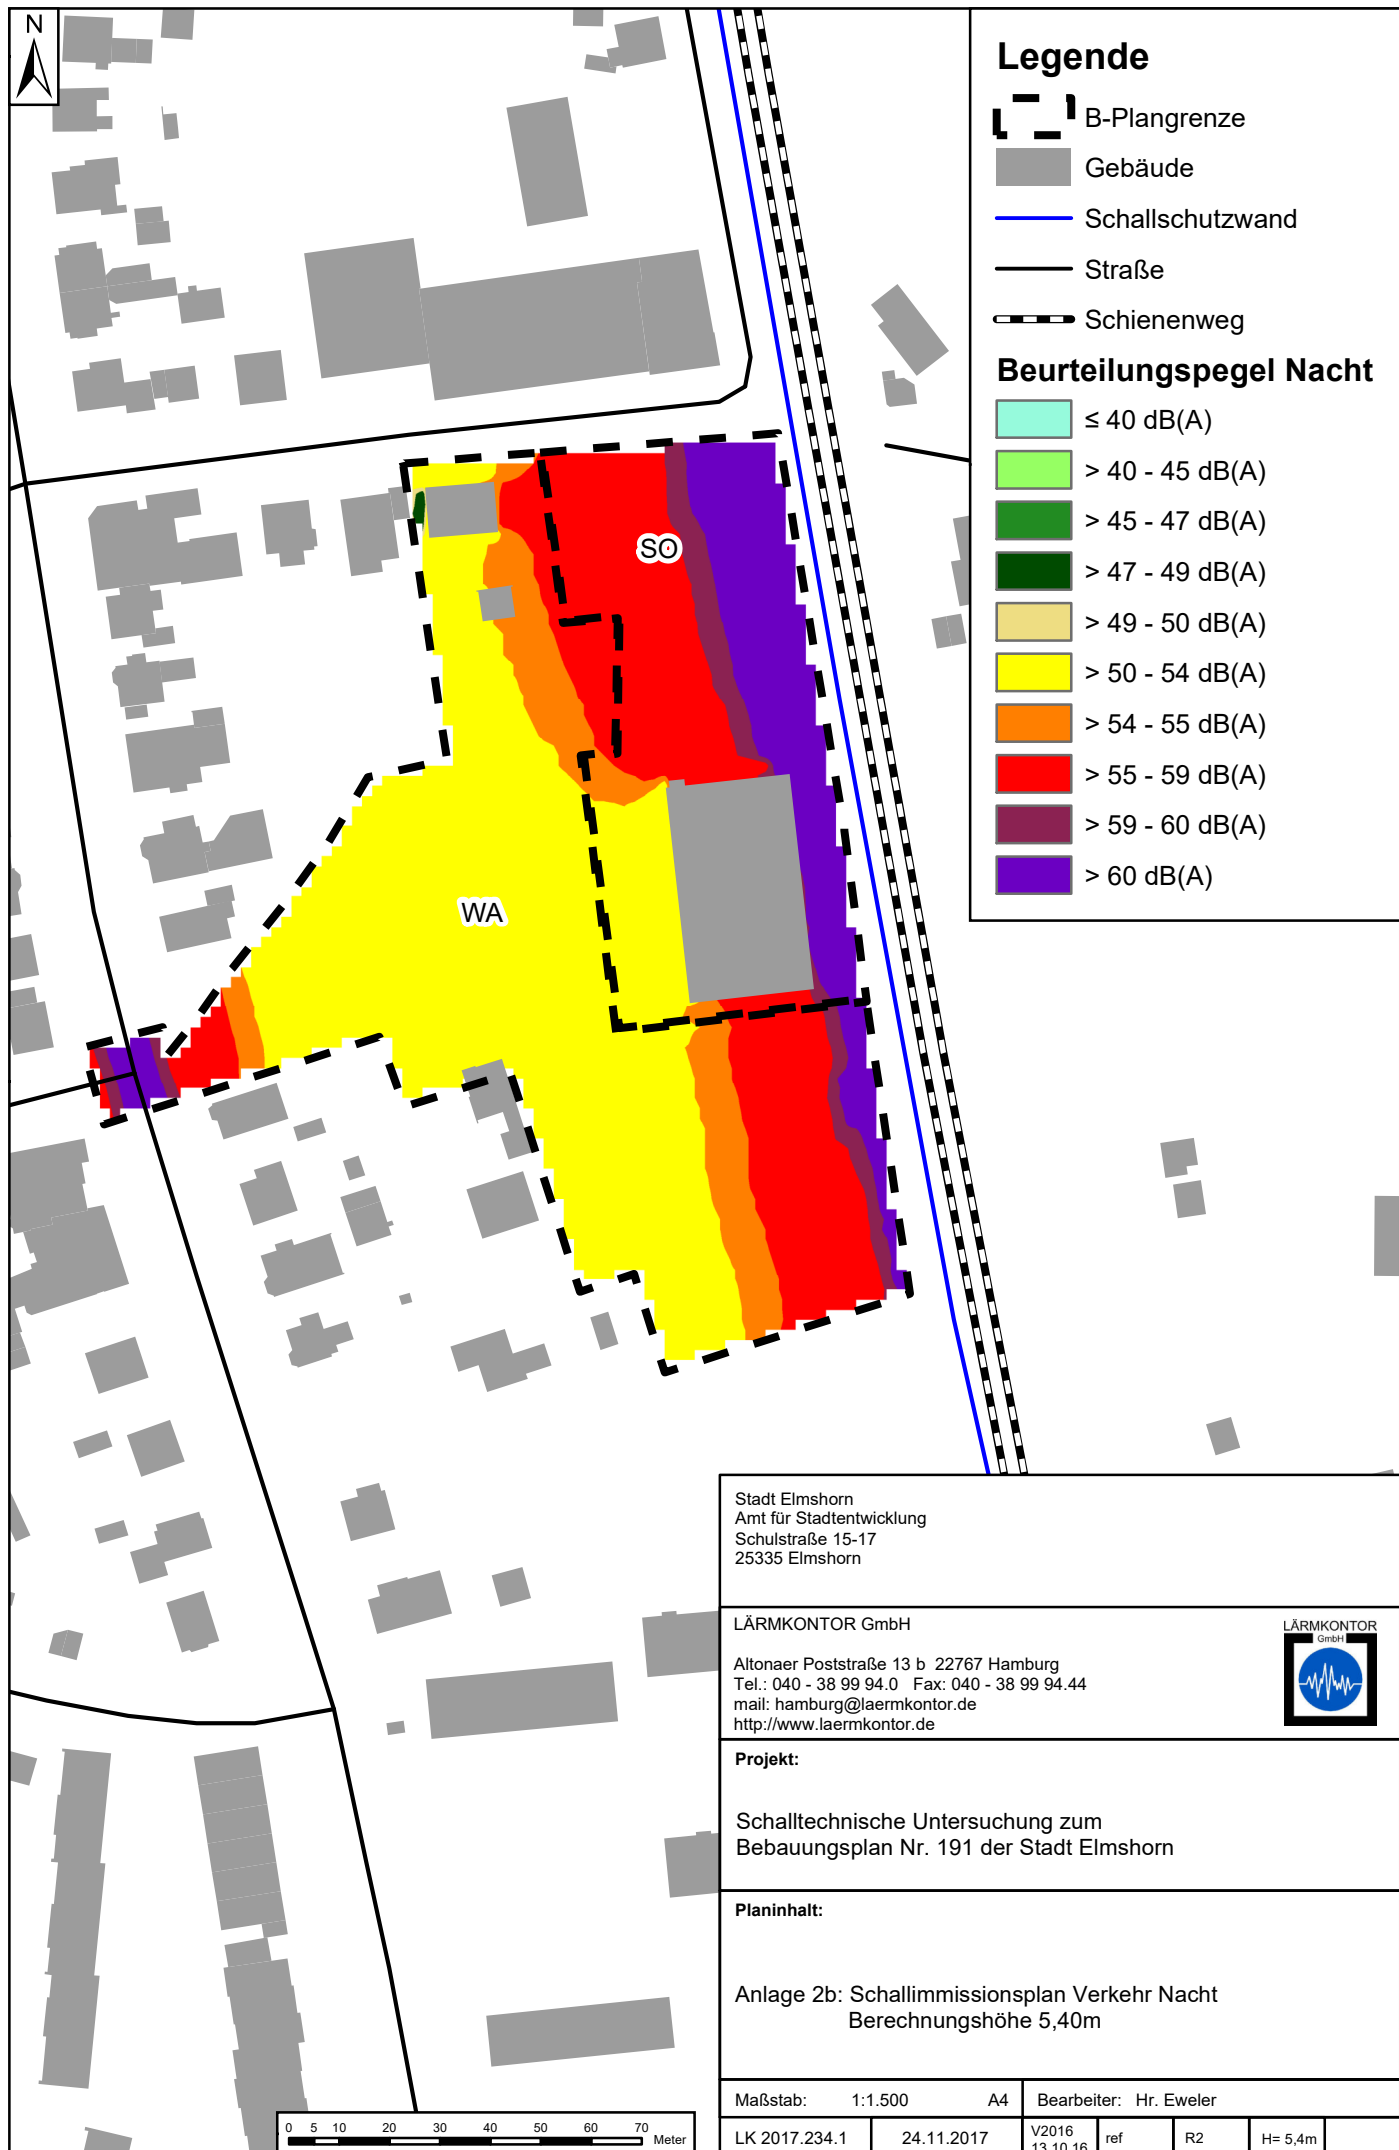 N
Legende
B-Plangrenze
Gebäude
Schallschutzwand
Straße
Schienenweg
Beurteilungspegel Nacht
≤ 40 dB(A)
> 40 - 45 dB(A)
> 45 - 47 dB(A)
> 47 - 49 dB(A)
> 49 - 50 dB(A)
> 50 - 54 dB(A)
> 54 - 55 dB(A)
> 55 - 59 dB(A)
> 59 - 60 dB(A)
> 60 dB(A)
SO
WA
Stadt Elmshorn
Amt für Stadtentwicklung
Schulstraße 15-17
25335 Elmshorn
LÄRMKONTOR GmbH
Altonaer Poststraße 13 b 22767 Hamburg
Tel.: 040 - 38 99 94.0 Fax: 040 - 38 99 94.44
mail: hamburg@laermkontor.de
http://www.laermkontor.de
LÄRMKONTOR
GmbH
Projekt:
Schalltechnische Untersuchung zum
Bebauungsplan Nr. 191 der Stadt Elmshorn
Planinhalt:
Anlage 2b: Schallimmissionsplan Verkehr Nacht
Berechnungshöhe 5,40m
Maßstab: 1:1.500 A4 Bearbeiter: Hr. Eweler
LK 2017.234.1 24.11.2017 V2016 ref R2 H= 5,4m
13.10.16
0 5 10 20 30 40 50 60 70 Meter